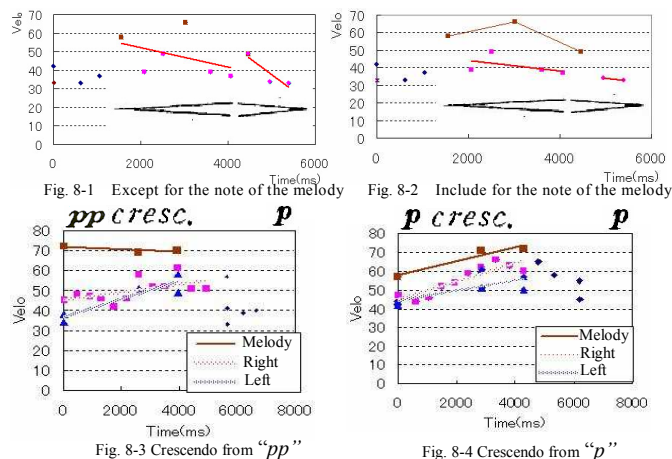 Velo
70
60
50
40
30
20
10
0
0 2000 4000 6000
Time(ms)
Fig. 8-1 Except for the note of the melody
Velo
70
60
50
40
30
20
10
0
0 2000 4000 6000
Time(ms)
Fig. 8-2 Include for the note of the melody
pp cresc. p
Velo
80
70
60
50
40
30
20
10
0
0 2000 4000 6000 8000
Time(ms)
Melody
Right
Left
Fig. 8-3 Crescendo from “pp”
p cresc. p
Velo
80
70
60
50
40
30
20
10
0
0 2000 4000 6000 8000
Time(ms)
Melody
Right
Left
Fig. 8-4 Crescendo from “p”